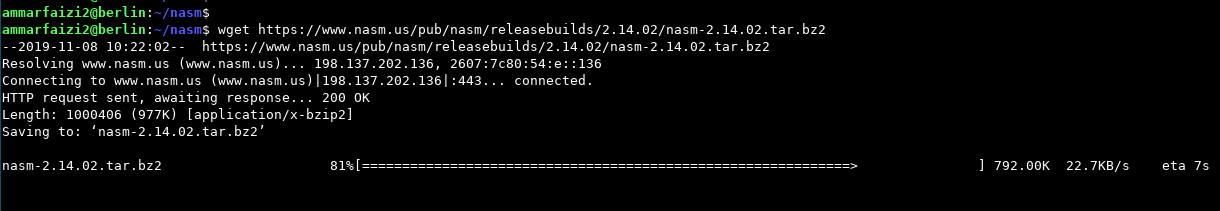 ammarfaizi2@berlin:~/nasm$
ammarfaizi2@berlin:~/nasm$ wget https://www.nasm.us/pub/nasm/releasebuilds/2.14.02/nasm-2.14.02.tar.bz2
--2019-11-08 10:22:02--  https://www.nasm.us/pub/nasm/releasebuilds/2.14.02/nasm-2.14.02.tar.bz2
Resolving www.nasm.us (www.nasm.us)... 198.137.202.136, 2607:7c80:54:e::136
Connecting to www.nasm.us (www.nasm.us)|198.137.202.136|:443... connected.
HTTP request sent, awaiting response... 200 OK
Length: 1000406 (977K) [application/x-bzip2]
Saving to: ‘nasm-2.14.02.tar.bz2’
nasm-2.14.02.tar.bz2                     81%[=============================================================>               ] 792.00K  22.7KB/s    eta 7s